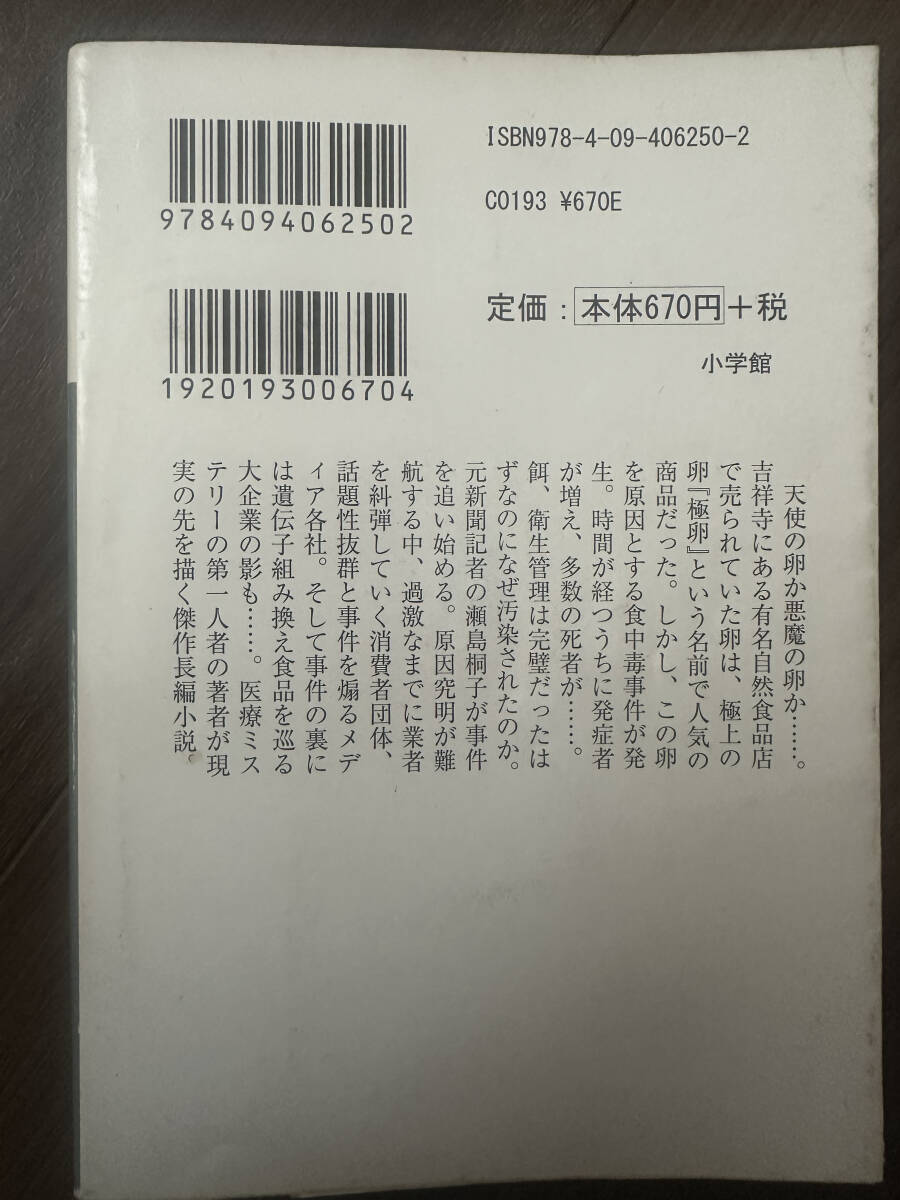 9784094062502
ISBN978-4-09-406250-2
C0193 ¥670E
1920193006704
定価：本体670円＋税
小学館
天使の卵か悪魔の卵か……。
吉祥寺にある有名自然食品店
で売られていた卵は、極上の
卵『極卵』という名前で人気の
商品だった。しかし、この卵
を原因とする食中毒事件が発
生。時間が経つうちに発症者
が増え、多数の死者が……。
餌、衛生管理は完璧だったは
ずなのになぜ汚染されたのか。
元新聞記者の瀬島桐子が事件
を追い始める。原因究明が難
航する中、過激なまでに業者
を糾弾していく消費者団体、
話題性抜群と事件を煽るメデ
ィア各社。そして事件の裏に
は遺伝子組み換え食品を巡る
大企業の影も……。医療ミス
テリーの第一人者の著者が現
実の先を描く傑作長編小説。